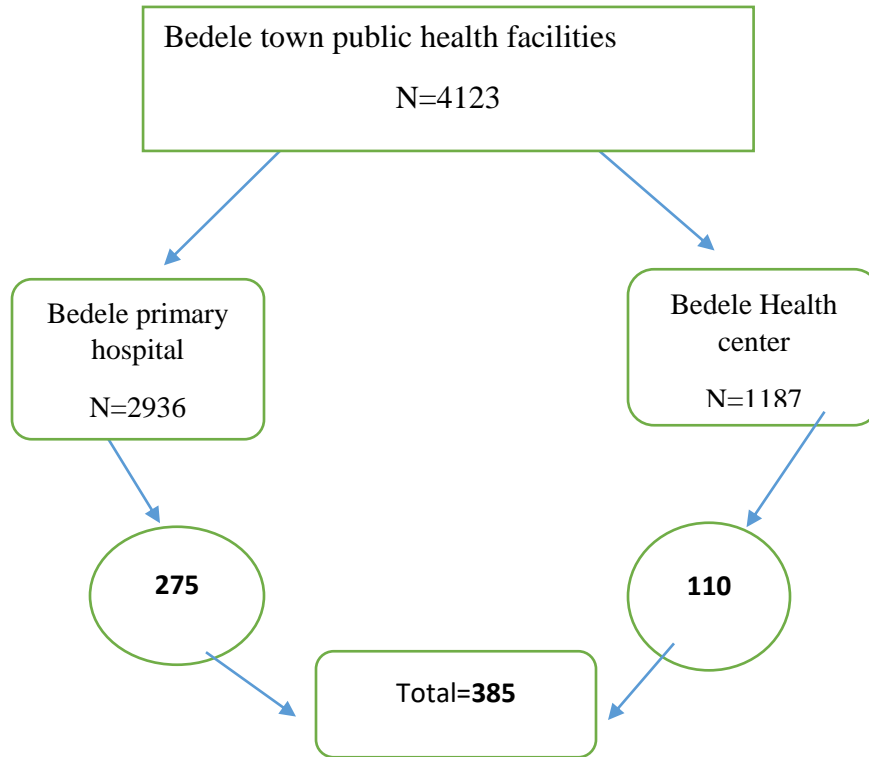 Bedele town public health facilities
N=4123
Bedele primary
hospital
N=2936
Bedele Health
center
N=1187
275
110
Total=385